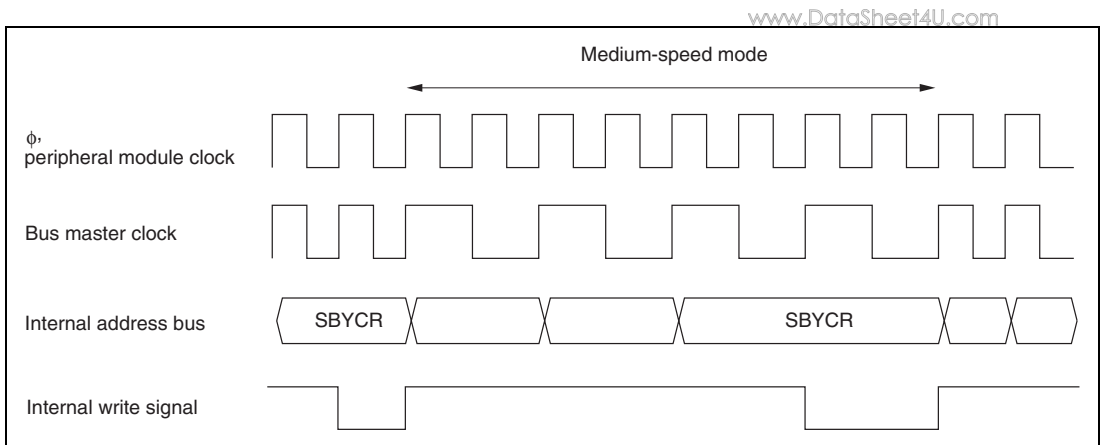 www.DataSheet4U.com
Medium-speed mode
ϕ,
peripheral module clock
Bus master clock
Internal address bus
SBYCR
SBYCR
Internal write signal